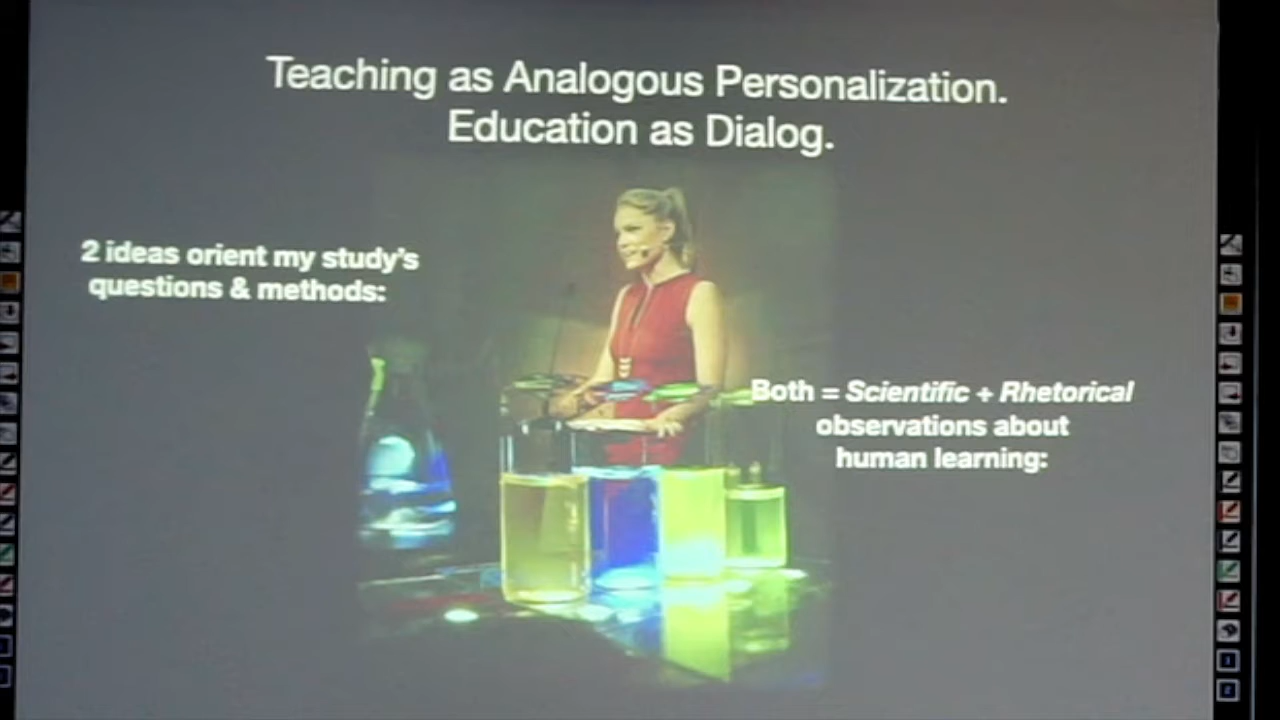 Teaching as Analogous Personalization.
Education as Dialog.
2 ideas orient my study's
questions & methods:
Both = Scientific + Rhetorical
observations about
human learning: